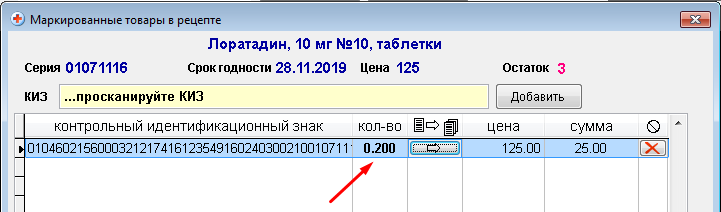 Маркированные товары в рецепте
Лоратадин, 10 мг №10, таблетки
Серия 01071116 Срок годности 28.11.2019 Цена 125 Остаток 3
КИЗ ...просканируйте КИЗ Добавить
контрольный идентификационный знак кол-во цена сумма
0.200 125.00 25.00